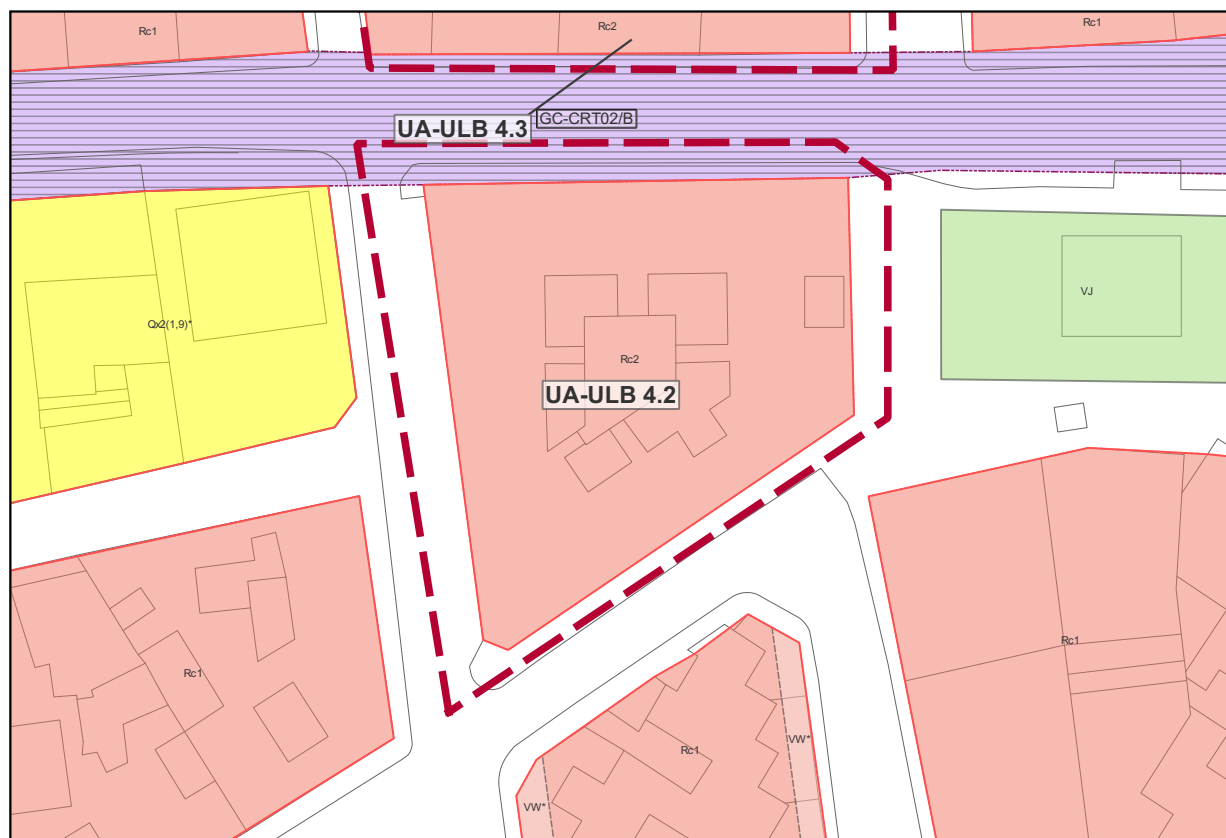 Rc1
Rc2
Rc1
UA-ULB 4.3
GC-CRT02/B
Qx2(1,9)*
VJ
Rc2
UA-ULB 4.2
Rc1
Rc1
Rc1
VW*
VW*